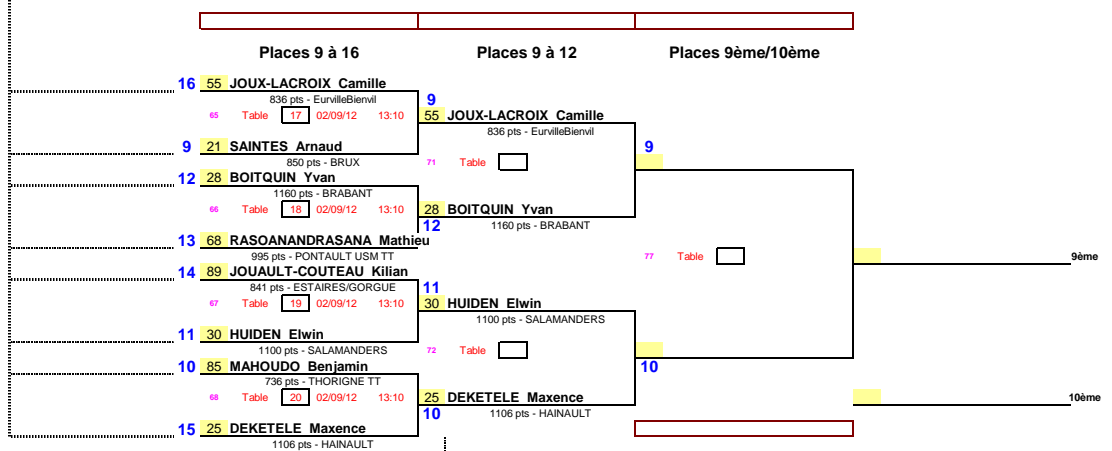 Places 9 à 16 Places 9 à 12 Places 9ème/10ème
16 55 JOUX-LACROIX Camille
836 pts - EurvilleBienvil
65 Table 17 02/09/12 13:10
9 21 SAINTES Arnaud
850 pts - BRUX
12 28 BOITQUIN Yvan
1160 pts - BRABANT
66 Table 18 02/09/12 13:10
13 68 RASOANANDRASANA Mathieu
995 pts - PONTAULT USM TT
14 89 JOUAULT-COUTEAU Kilian
841 pts - ESTAIRES/GORGUE
67 Table 19 02/09/12 13:10
11 30 HUIDEN Elwin
1100 pts - SALAMANDERS
10 85 MAHOUDO Benjamin
736 pts - THORIGNE TT
68 Table 20 02/09/12 13:10
15 25 DEKETELE Maxence
1106 pts - HAINAULT
9
55 JOUX-LACROIX Camille
836 pts - EurvilleBienvil
71 Table
28 BOITQUIN Yvan
12 1160 pts - BRABANT
11
30 HUIDEN Elwin
1100 pts - SALAMANDERS
72 Table
25 DEKETELE Maxence
10 1106 pts - HAINAULT
9
77 Table
10
9ème
10ème